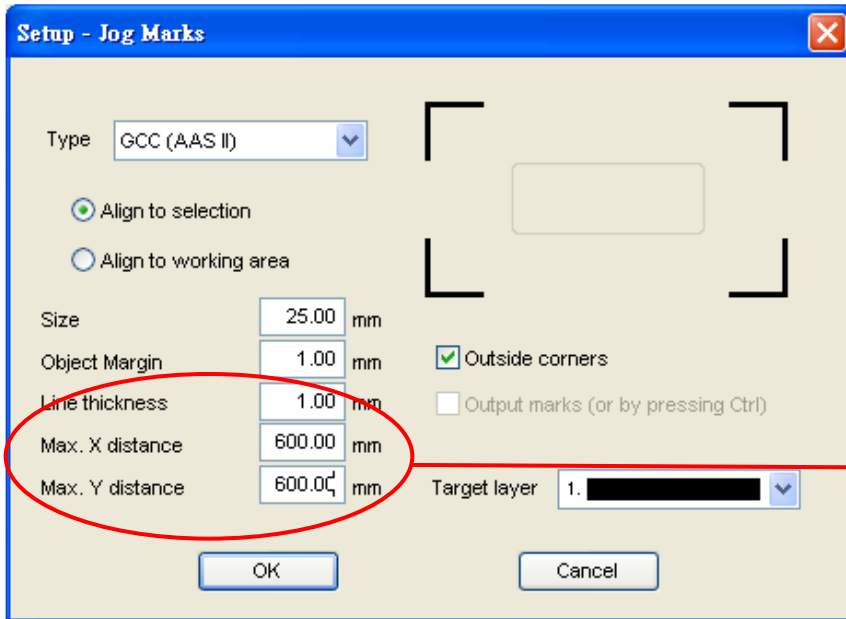 Setup - Jog Marks
Type GCC (AAS II)
Align to selection
Align to working area
Size 25.00 mm
Object Margin 1.00 mm
Outside corners
Line thickness 1.00 mm
Output marks (or by pressing Ctrl)
Max. X distance 600.00 mm
Max. Y distance 600.00 mm
Target layer 1.
OK Cancel